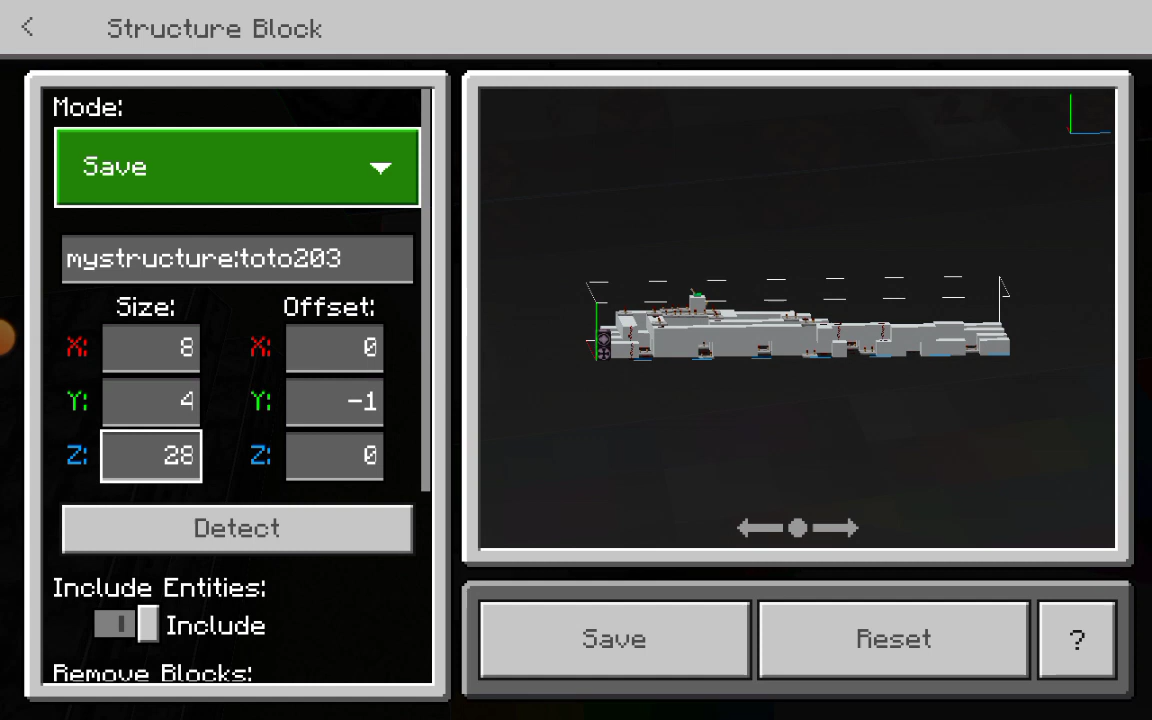 Structure Block
Mode:
Save
mystructure:toto203
Size: Offset:
X: 8 X: 0
Y: 4 Y: -1
Z: 28 Z: 0
Detect
Include Entities:
Include
Remove Blocks:
Save Reset ?